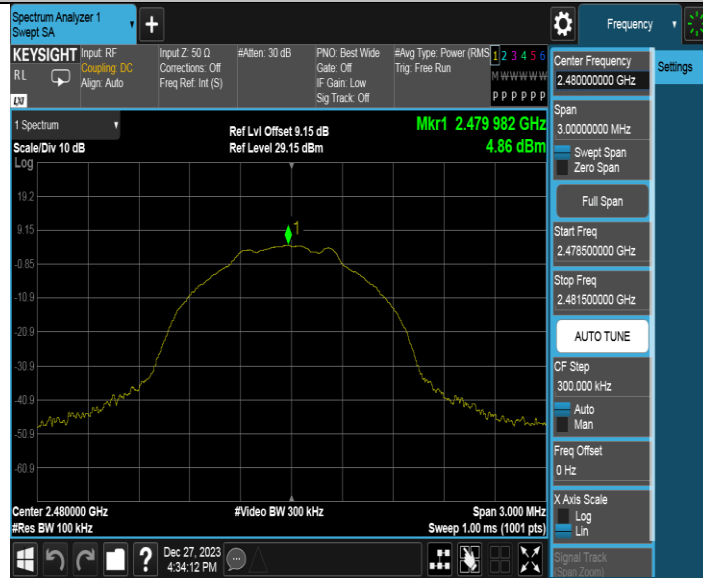 Spectrum Analyzer 1
Swept SA
Frequency
KEYSIGHT
RL
LXI
Input: RF
Coupling: DC
Align: Auto
Input Z: 50 Ω
Corrections: Off
Freq Ref: Int (S)
#Atten: 30 dB
PNO: Best Wide
Gate: Off
IF Gain: Low
Sig Track: Off
#Avg Type: Power (RMS
Trig: Free Run
1 2 3 4 5 6
M W W W W W
P P P P P P
Settings
1 Spectrum
Scale/Div 10 dB
Log
Ref Lvl Offset 9.15 dB
Ref Level 29.15 dBm
Mkr1 2.479 982 GHz
4.86 dBm
19.2
9.15
-0.85
-10.9
-20.9
-30.9
-40.9
-50.9
-60.9
1
Center 2.480000 GHz
#Res BW 100 kHz
#Video BW 300 kHz
Span 3.000 MHz
Sweep 1.00 ms (1001 pts)
Center Frequency
2.480000000 GHz
Span
3.00000000 MHz
Swept Span
Zero Span
Full Span
Start Freq
2.478500000 GHz
Stop Freq
2.481500000 GHz
AUTO TUNE
CF Step
300.000 kHz
Auto
Man
Freq Offset
0 Hz
X Axis Scale
Log
Lin
Signal Track
(Span Zoom)
?
Dec 27, 2023
4:34:12 PM